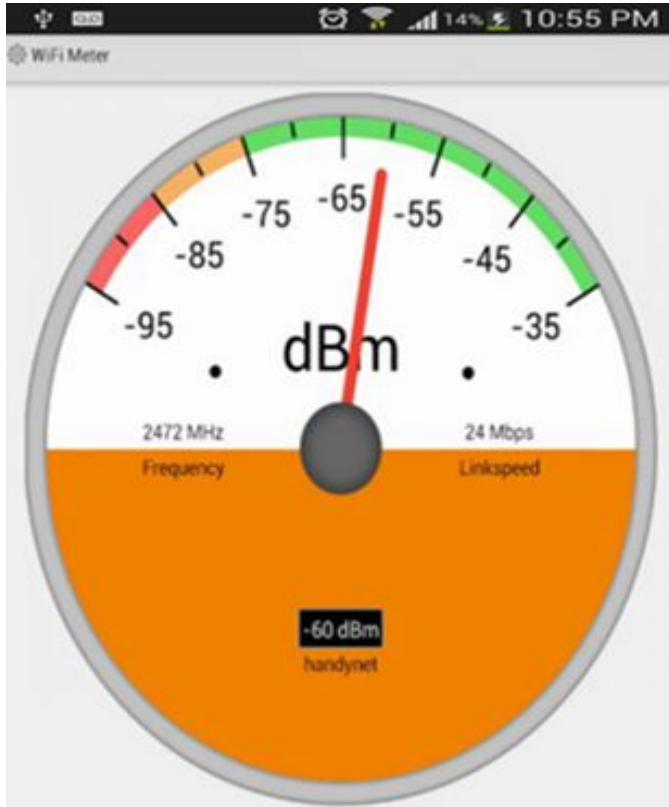 14% 10:55 PM
WiFi Meter
-95 -85 -75 -65 -55 -45 -35
dBm
2472 MHz 24 Mbps
Frequency Linkspeed
-60 dBm
handynet